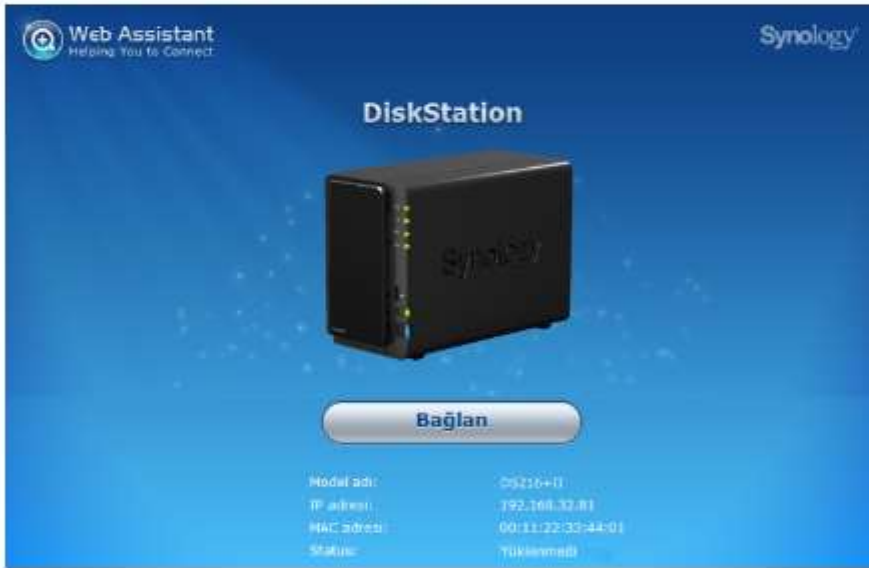 Web Assistant
Helping You to Connect
Synology
DiskStation
Synology
Bağlan
Model adı: DS216+II
IP adresi: 192.168.32.81
MAC adresi: 00:11:22:33:44:01
Status: Yüklenmedi